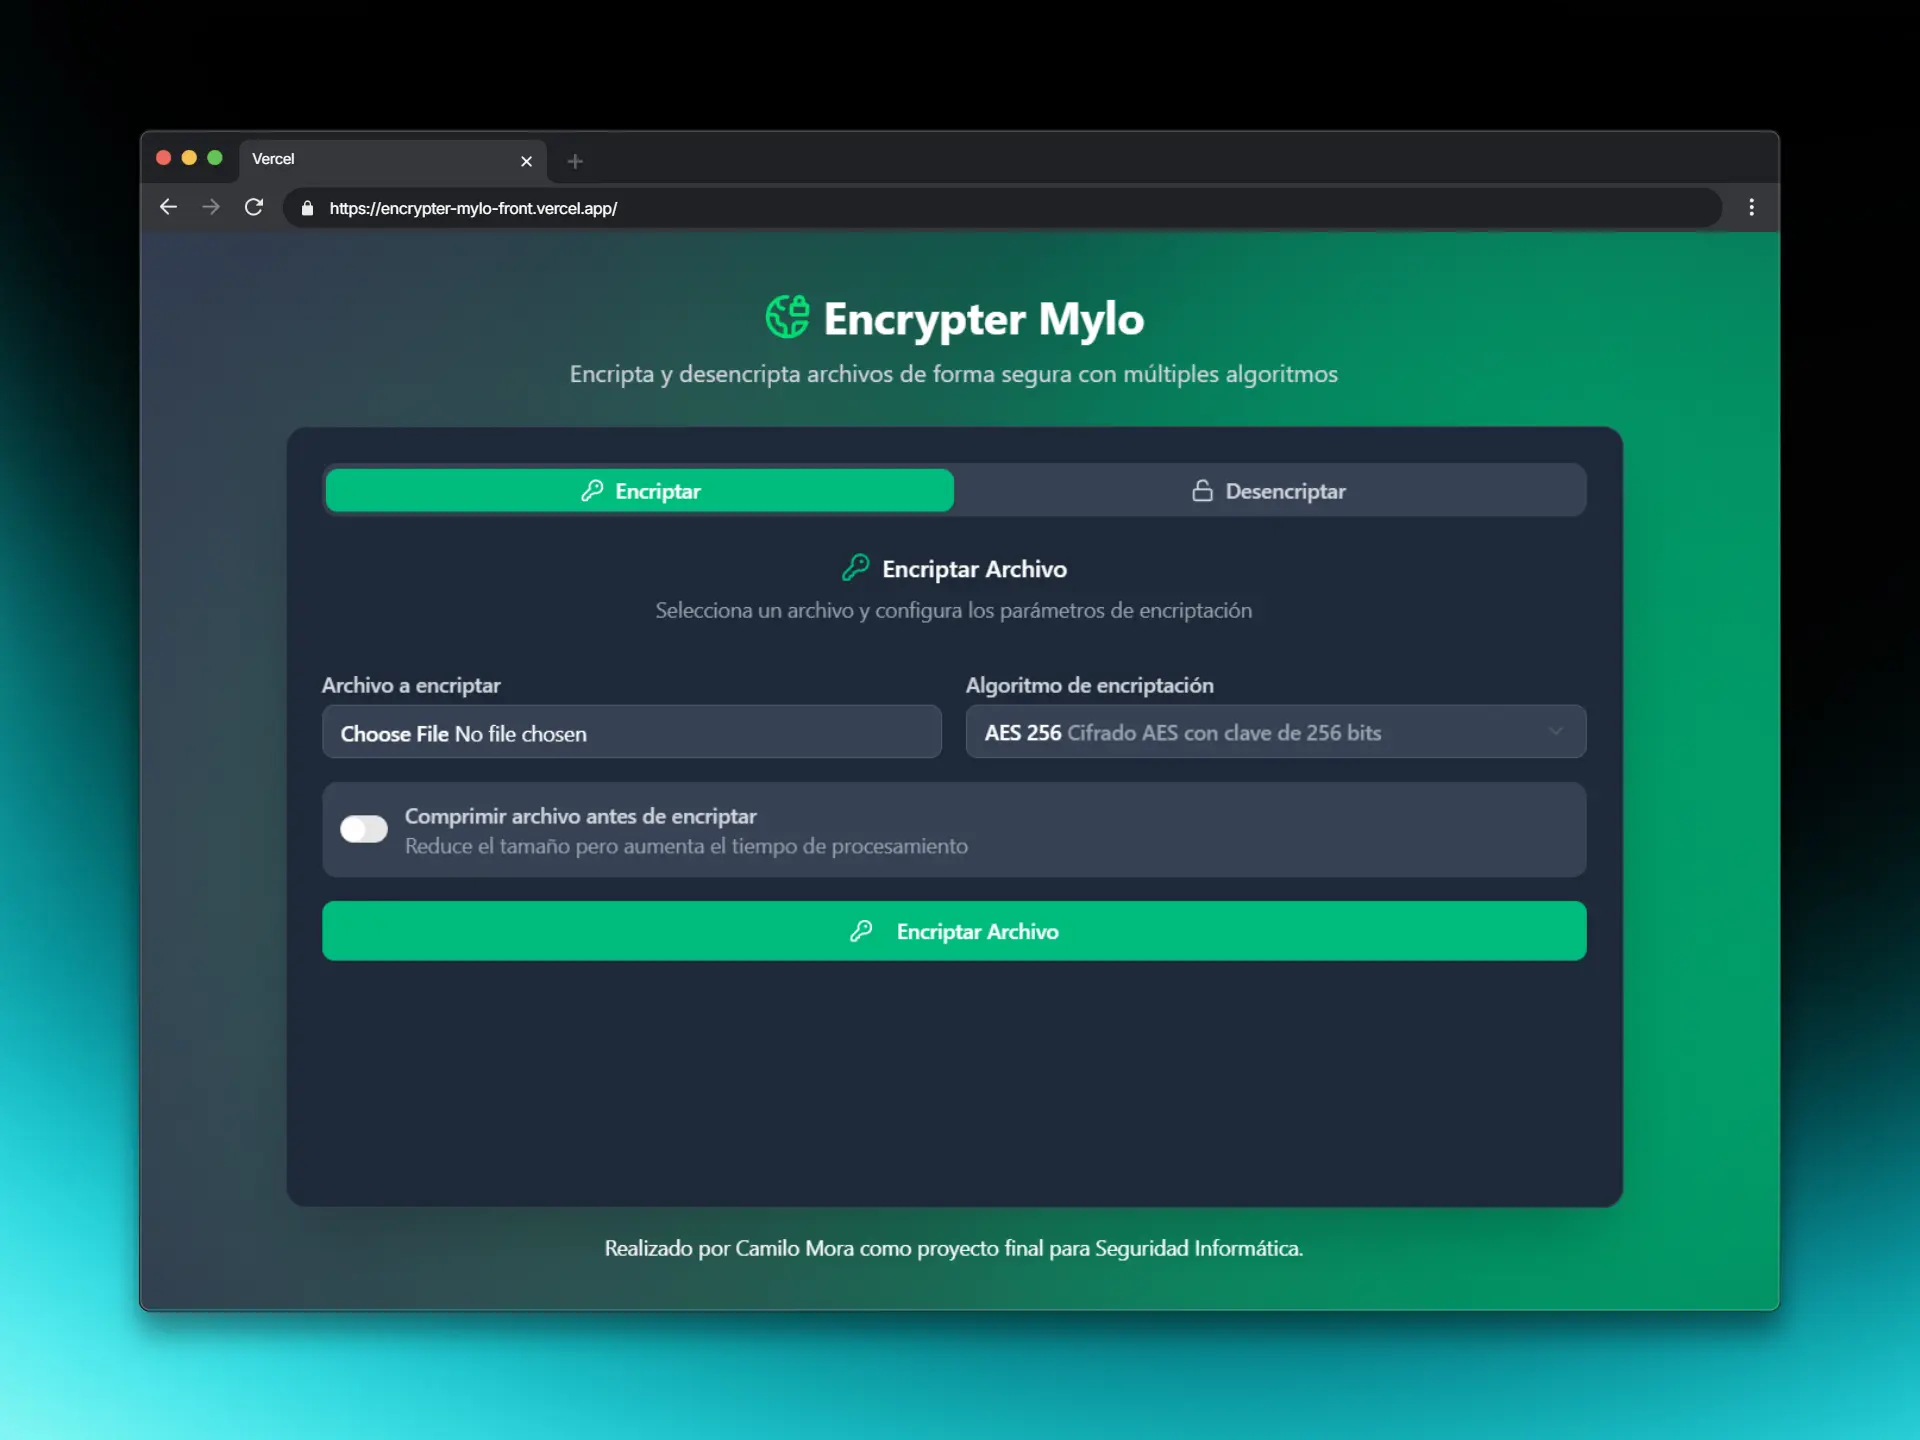 Vercel
https://encrypter-mylo-front.vercel.app/
Encrypter Mylo
Encripta y desencripta archivos de forma segura con múltiples algoritmos
Encriptar
Desencriptar
Encriptar Archivo
Selecciona un archivo y configura los parámetros de encriptación
Archivo a encriptar
Choose File No file chosen
Algoritmo de encriptación
AES 256 Cifrado AES con clave de 256 bits
Comprimir archivo antes de encriptar
Reduce el tamaño pero aumenta el tiempo de procesamiento
Encriptar Archivo
Realizado por Camilo Mora como proyecto final para Seguridad Informática.